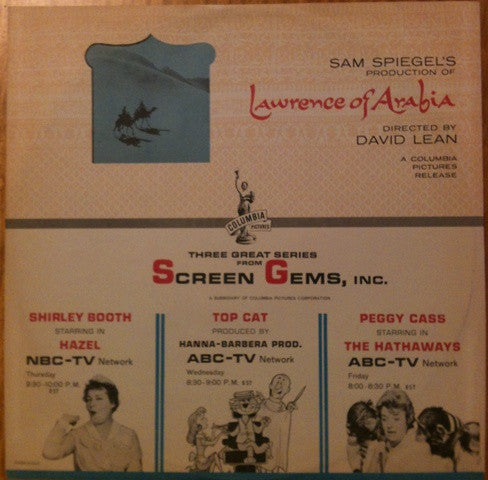 SAM SPIEGEL'S
PRODUCTION OF
Lawrence of Arabia
DIRECTED BY
DAVID LEAN
A COLUMBIA
PICTURES
RELEASE
COLUMBIA
PICTURES
THREE GREAT SERIES
FROM
SCREEN GEMS, INC.
A SUBSIDIARY OF COLUMBIA PICTURES CORPORATION
SHIRLEY BOOTH
STARRING IN
HAZEL
NBC-TV Network
Thursday
9:30-10:00 P.M. EST
TOP CAT
PRODUCED BY
HANNA-BARBERA PROD.
ABC-TV Network
Wednesday
8:30-9:00 P.M. EST
PEGGY CASS
STARRING IN
THE HATHAWAYS
ABC-TV Network
Friday
8:00-8:30 P.M. EST